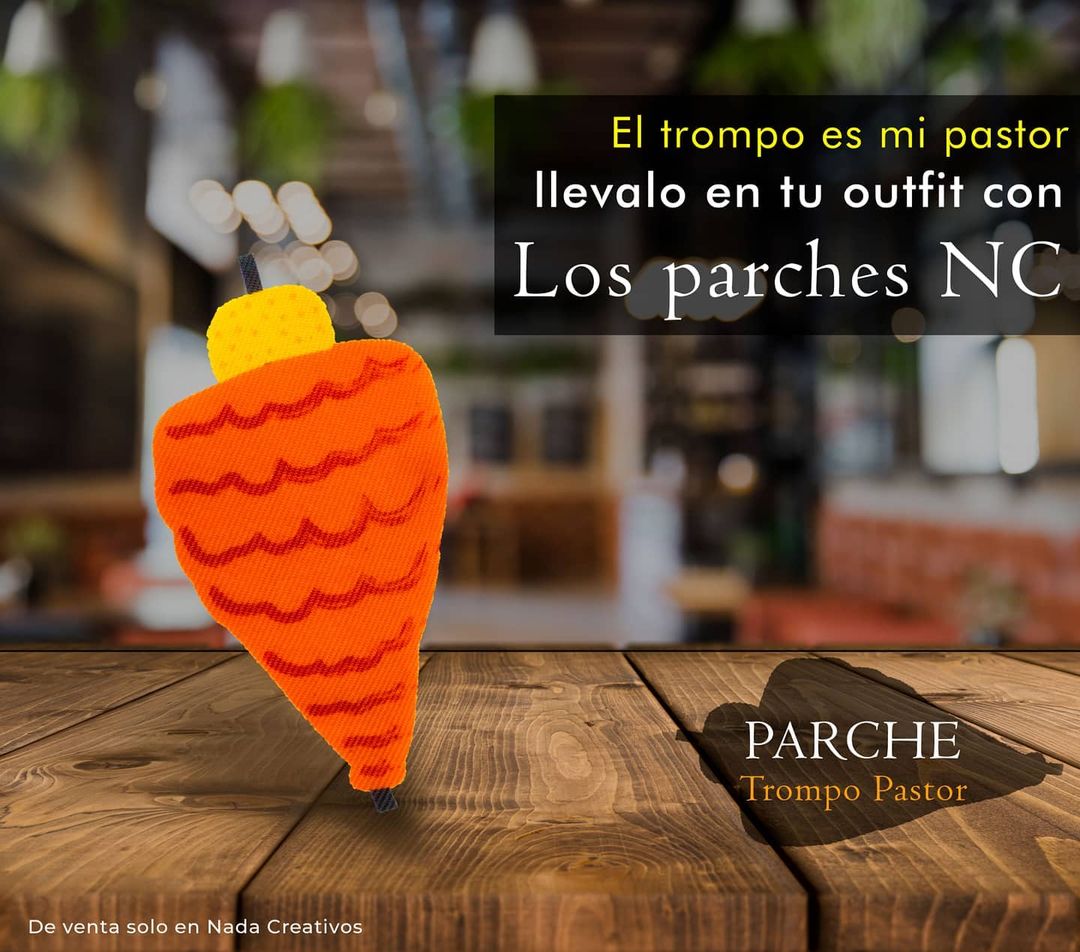 El trompo es mi pastor
llevalo en tu outfit con
Los parches NC
PARCHE
Trompo Pastor
De venta solo en Nada Creativos